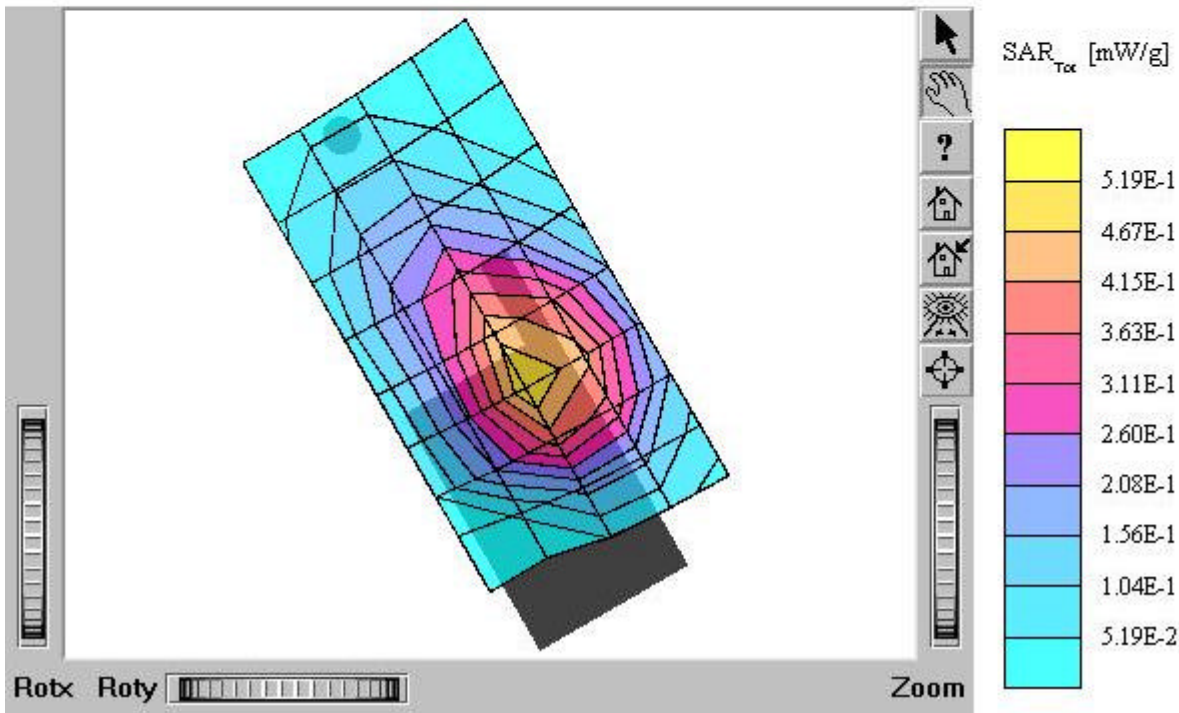 SARTot [mW/g]
?
5.19E-1
4.67E-1
4.15E-1
3.63E-1
3.11E-1
2.60E-1
2.08E-1
1.56E-1
1.04E-1
5.19E-2
Rotx Roty Zoom